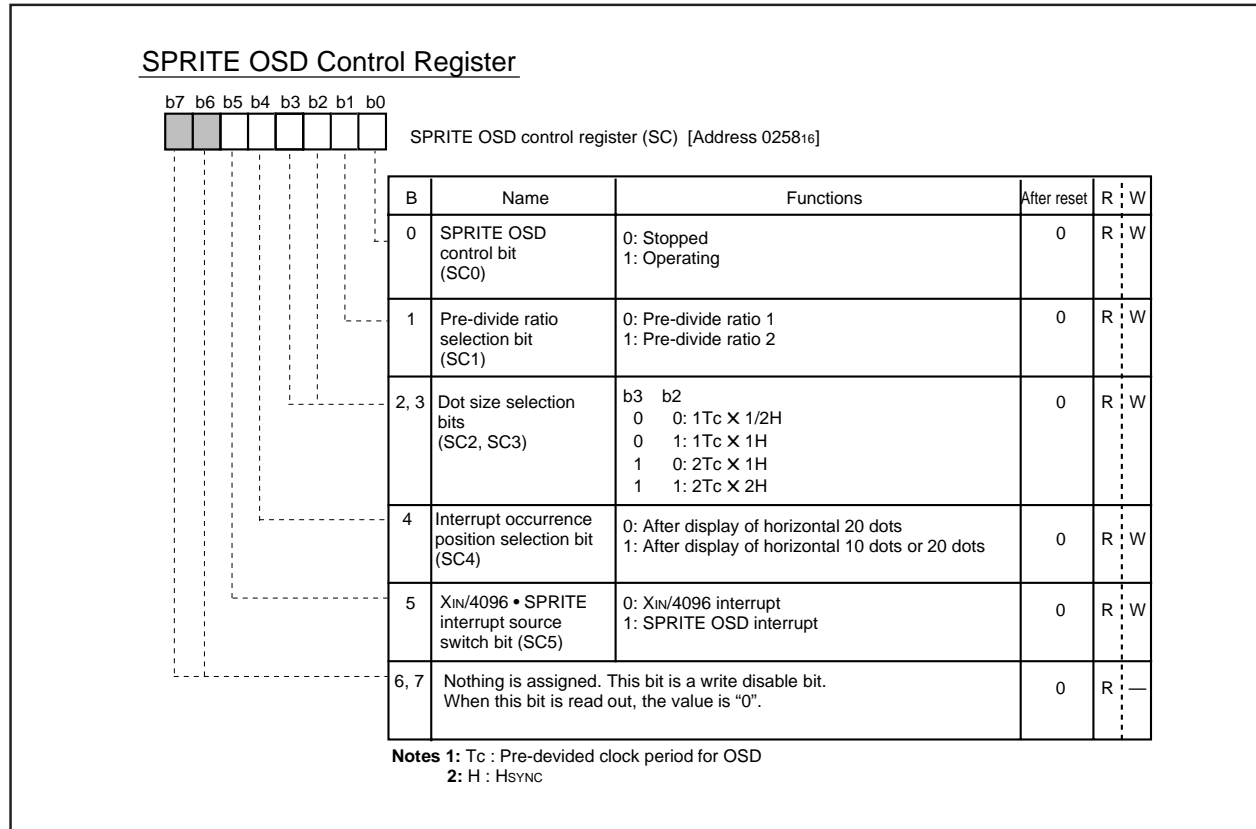 SPRITE OSD Control Register
b7 b6 b5 b4 b3 b2 b1 b0
SPRITE OSD control register (SC) [Address 025816]
B Name Functions After reset R W
0 SPRITE OSD control bit (SC0) 0: Stopped 0 R W
1: Operating
1 Pre-divide ratio selection bit (SC1) 0: Pre-divide ratio 1 0 R W
1: Pre-divide ratio 2
2, 3 Dot size selection bits (SC2, SC3) b3 b2 0 R W
0 0: 1Tc X 1/2H
0 1: 1Tc X 1H
1 0: 2Tc X 1H
1 1: 2Tc X 2H
4 Interrupt occurrence position selection bit (SC4) 0: After display of horizontal 20 dots 0 R W
1: After display of horizontal 10 dots or 20 dots
5 XIN/4096 • SPRITE interrupt source switch bit (SC5) 0: XIN/4096 interrupt 0 R W
1: SPRITE OSD interrupt
6, 7 Nothing is assigned. This bit is a write disable bit. 0 R —
When this bit is read out, the value is “0”.
Notes 1: Tc : Pre-devided clock period for OSD
2: H : HSYNC